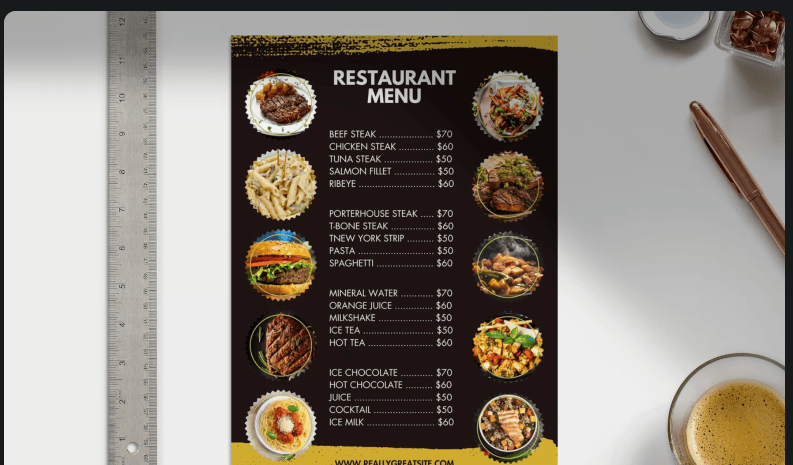 RESTAURANT
MENU
BEEF STEAK ...................... $70
CHICKEN STEAK .............. $60
TUNA STEAK ..................... $50
SALMON FILLET ................ $50
RIBEYE ............................... $60
PORTERHOUSE STEAK ..... $70
T-BONE STEAK .................. $60
TNEW YORK STRIP ........... $50
PASTA ................................ $50
SPAGHETTI ........................ $60
MINERAL WATER ............. $70
ORANGE JUICE ................ $60
MILKSHAKE ...................... $50
ICE TEA ............................. $50
HOT TEA ........................... $60
ICE CHOCOLATE ............. $70
HOT CHOCOLATE ........... $60
JUICE ................................. $50
COCKTAIL ......................... $50
ICE MILK ........................... $60
WWW.REALLYGREATSITE.COM
12
11
10
9
8
7
6
5
4
3
2
1